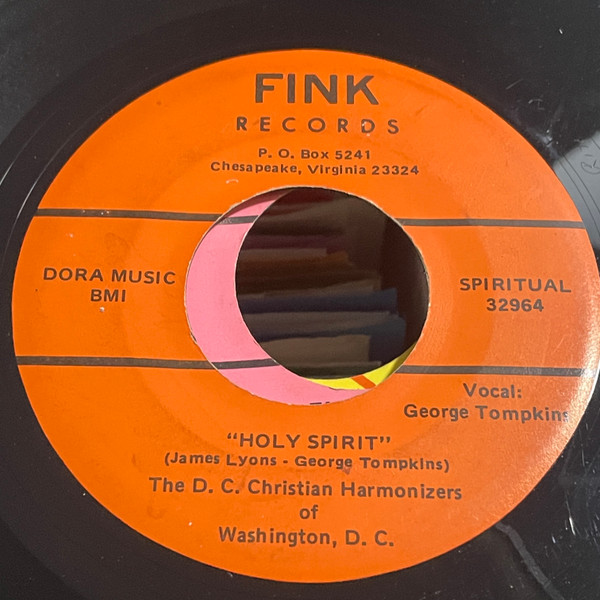 FINK
RECORDS
P. O. Box 5241
Chesapeake, Virginia 23324
DORA MUSIC
BMI
SPIRITUAL
32964
Vocal:
George Tompkins
"HOLY SPIRIT"
(James Lyons - George Tompkins)
The D. C. Christian Harmonizers
of
Washington, D. C.